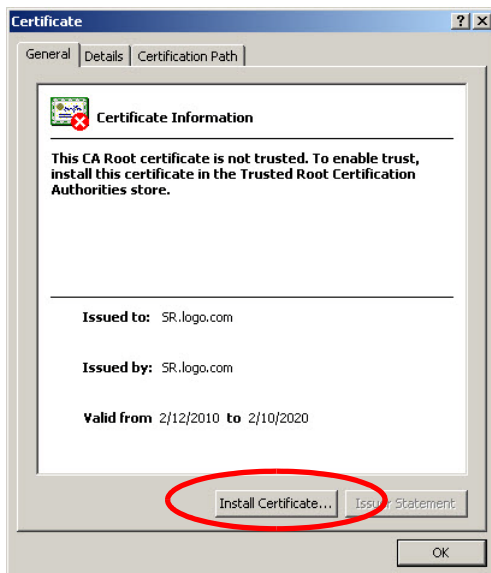 Certificate
General Details Certification Path
Certificate Information
This CA Root certificate is not trusted. To enable trust,
install this certificate in the Trusted Root Certification
Authorities store.
Issued to: SR.logo.com
Issued by: SR.logo.com
Valid from 2/12/2010 to 2/10/2020
Install Certificate... Issuer Statement
OK